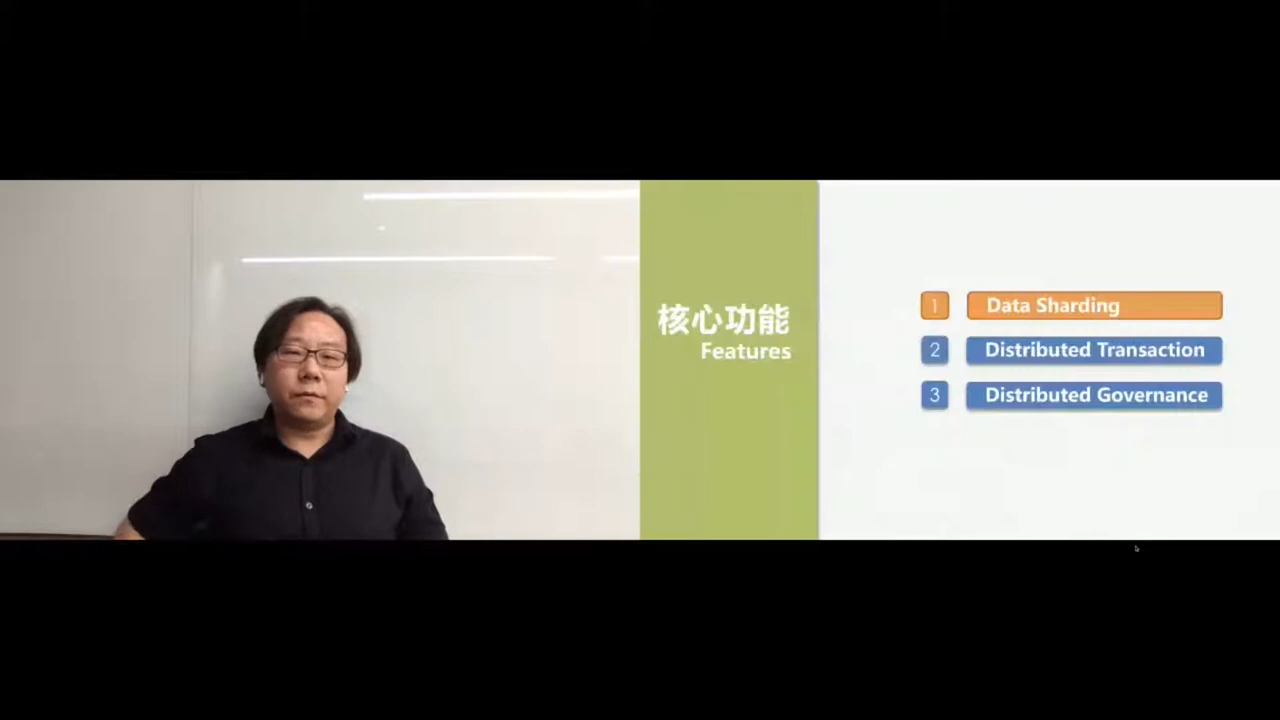 核心功能
Features
1 Data Sharding
2 Distributed Transaction
3 Distributed Governance